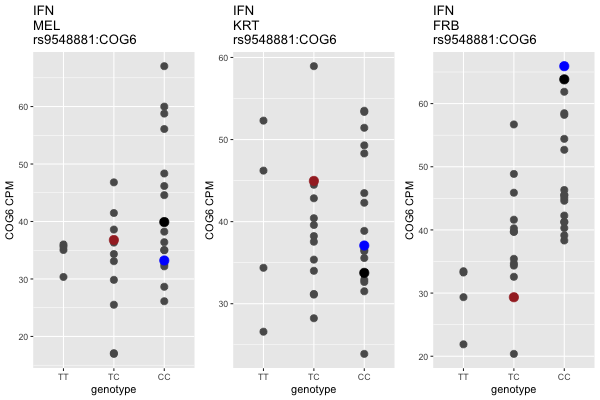 IFN
MEL
rs9548881:COG6
60
50
40
30
20
COG6 CPM
TT
TC
CC
genotype
IFN
KRT
rs9548881:COG6
60
50
40
30
COG6 CPM
TT
TC
CC
genotype
IFN
FRB
rs9548881:COG6
60
50
40
30
20
COG6 CPM
TT
TC
CC
genotype